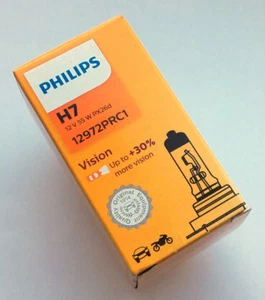 PHILIPS
H7
12 V 55 W PX26d
12972PRC1
Vision
Up to +30%
more vision